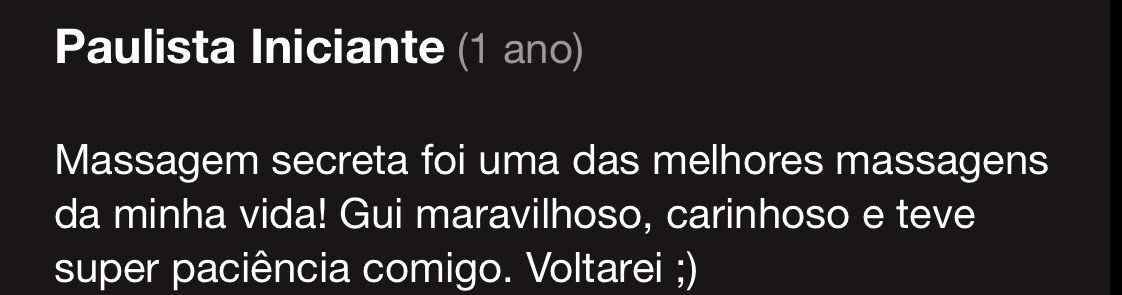 Paulista Iniciante (1 ano)
Massagem secreta foi uma das melhores massagens
da minha vida! Gui maravilhoso, carinhoso e teve
super paciência comigo. Voltarei ;)